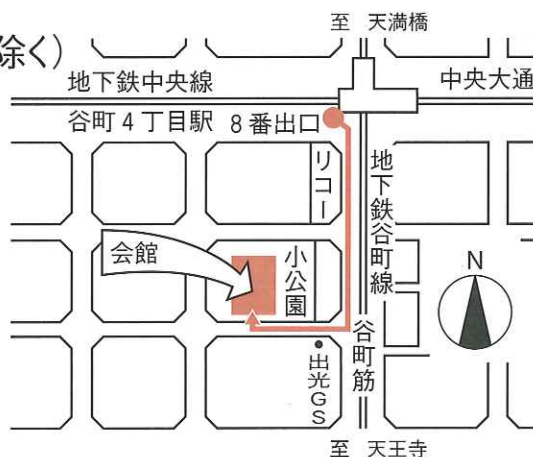 至 天満橋
除く)
地下鉄中央線
中央大通
谷町4丁目駅 8番出口
リコー
地下鉄谷町線
会館
小公園
N
谷町筋
出光GS
至 天王寺